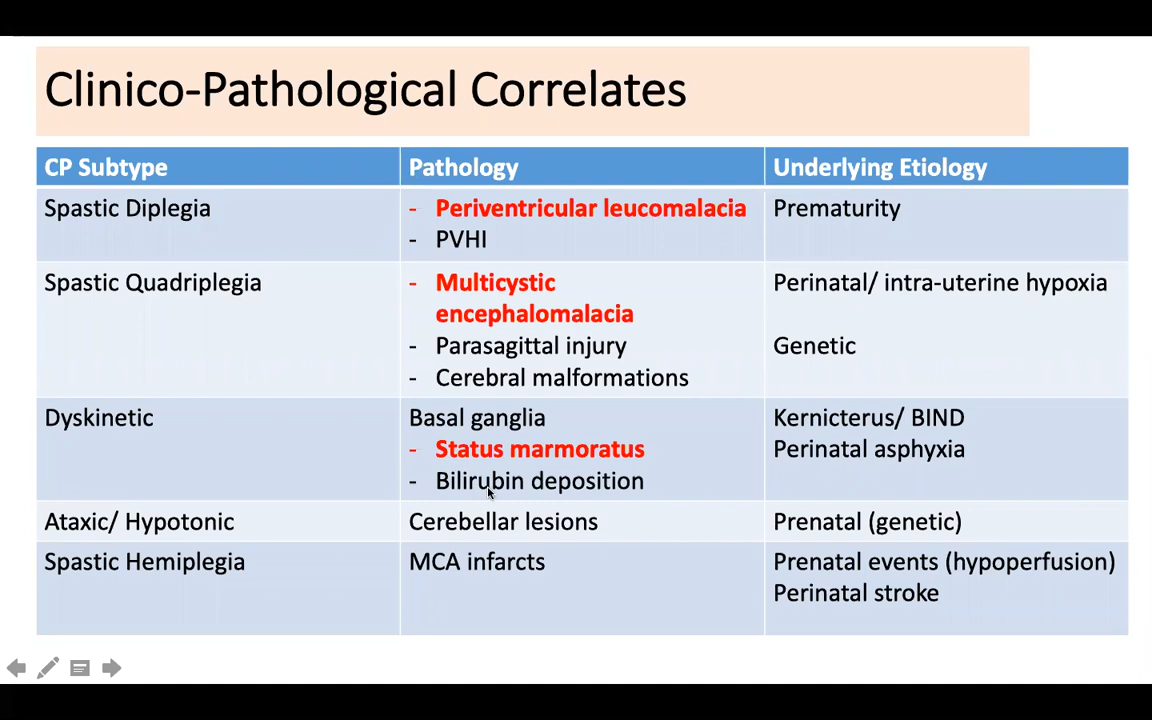 Clinico-Pathological Correlates
CP Subtype
Pathology
Underlying Etiology
Spastic Diplegia
- Periventricular leucomalacia
- PVHI
Prematurity
Spastic Quadriplegia
- Multicystic
encephalomalacia
- Parasagittal injury
- Cerebral malformations
Perinatal/ intra-uterine hypoxia
Genetic
Dyskinetic
Basal ganglia
- Status marmoratus
- Bilirubin deposition
Kernicterus/ BIND
Perinatal asphyxia
Ataxic/ Hypotonic
Cerebellar lesions
Prenatal (genetic)
Spastic Hemiplegia
MCA infarcts
Prenatal events (hypoperfusion)
Perinatal stroke